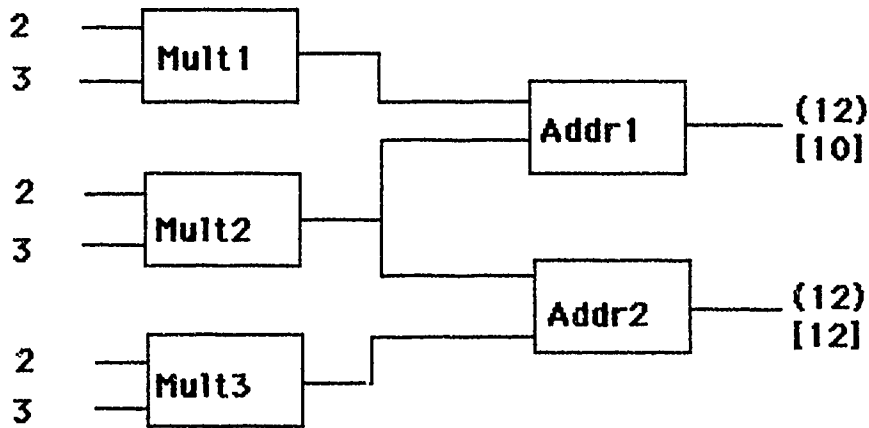 2
3
Mult1
Addr1
(12)
[10]
2
3
Mult2
Addr2
(12)
[12]
2
3
Mult3